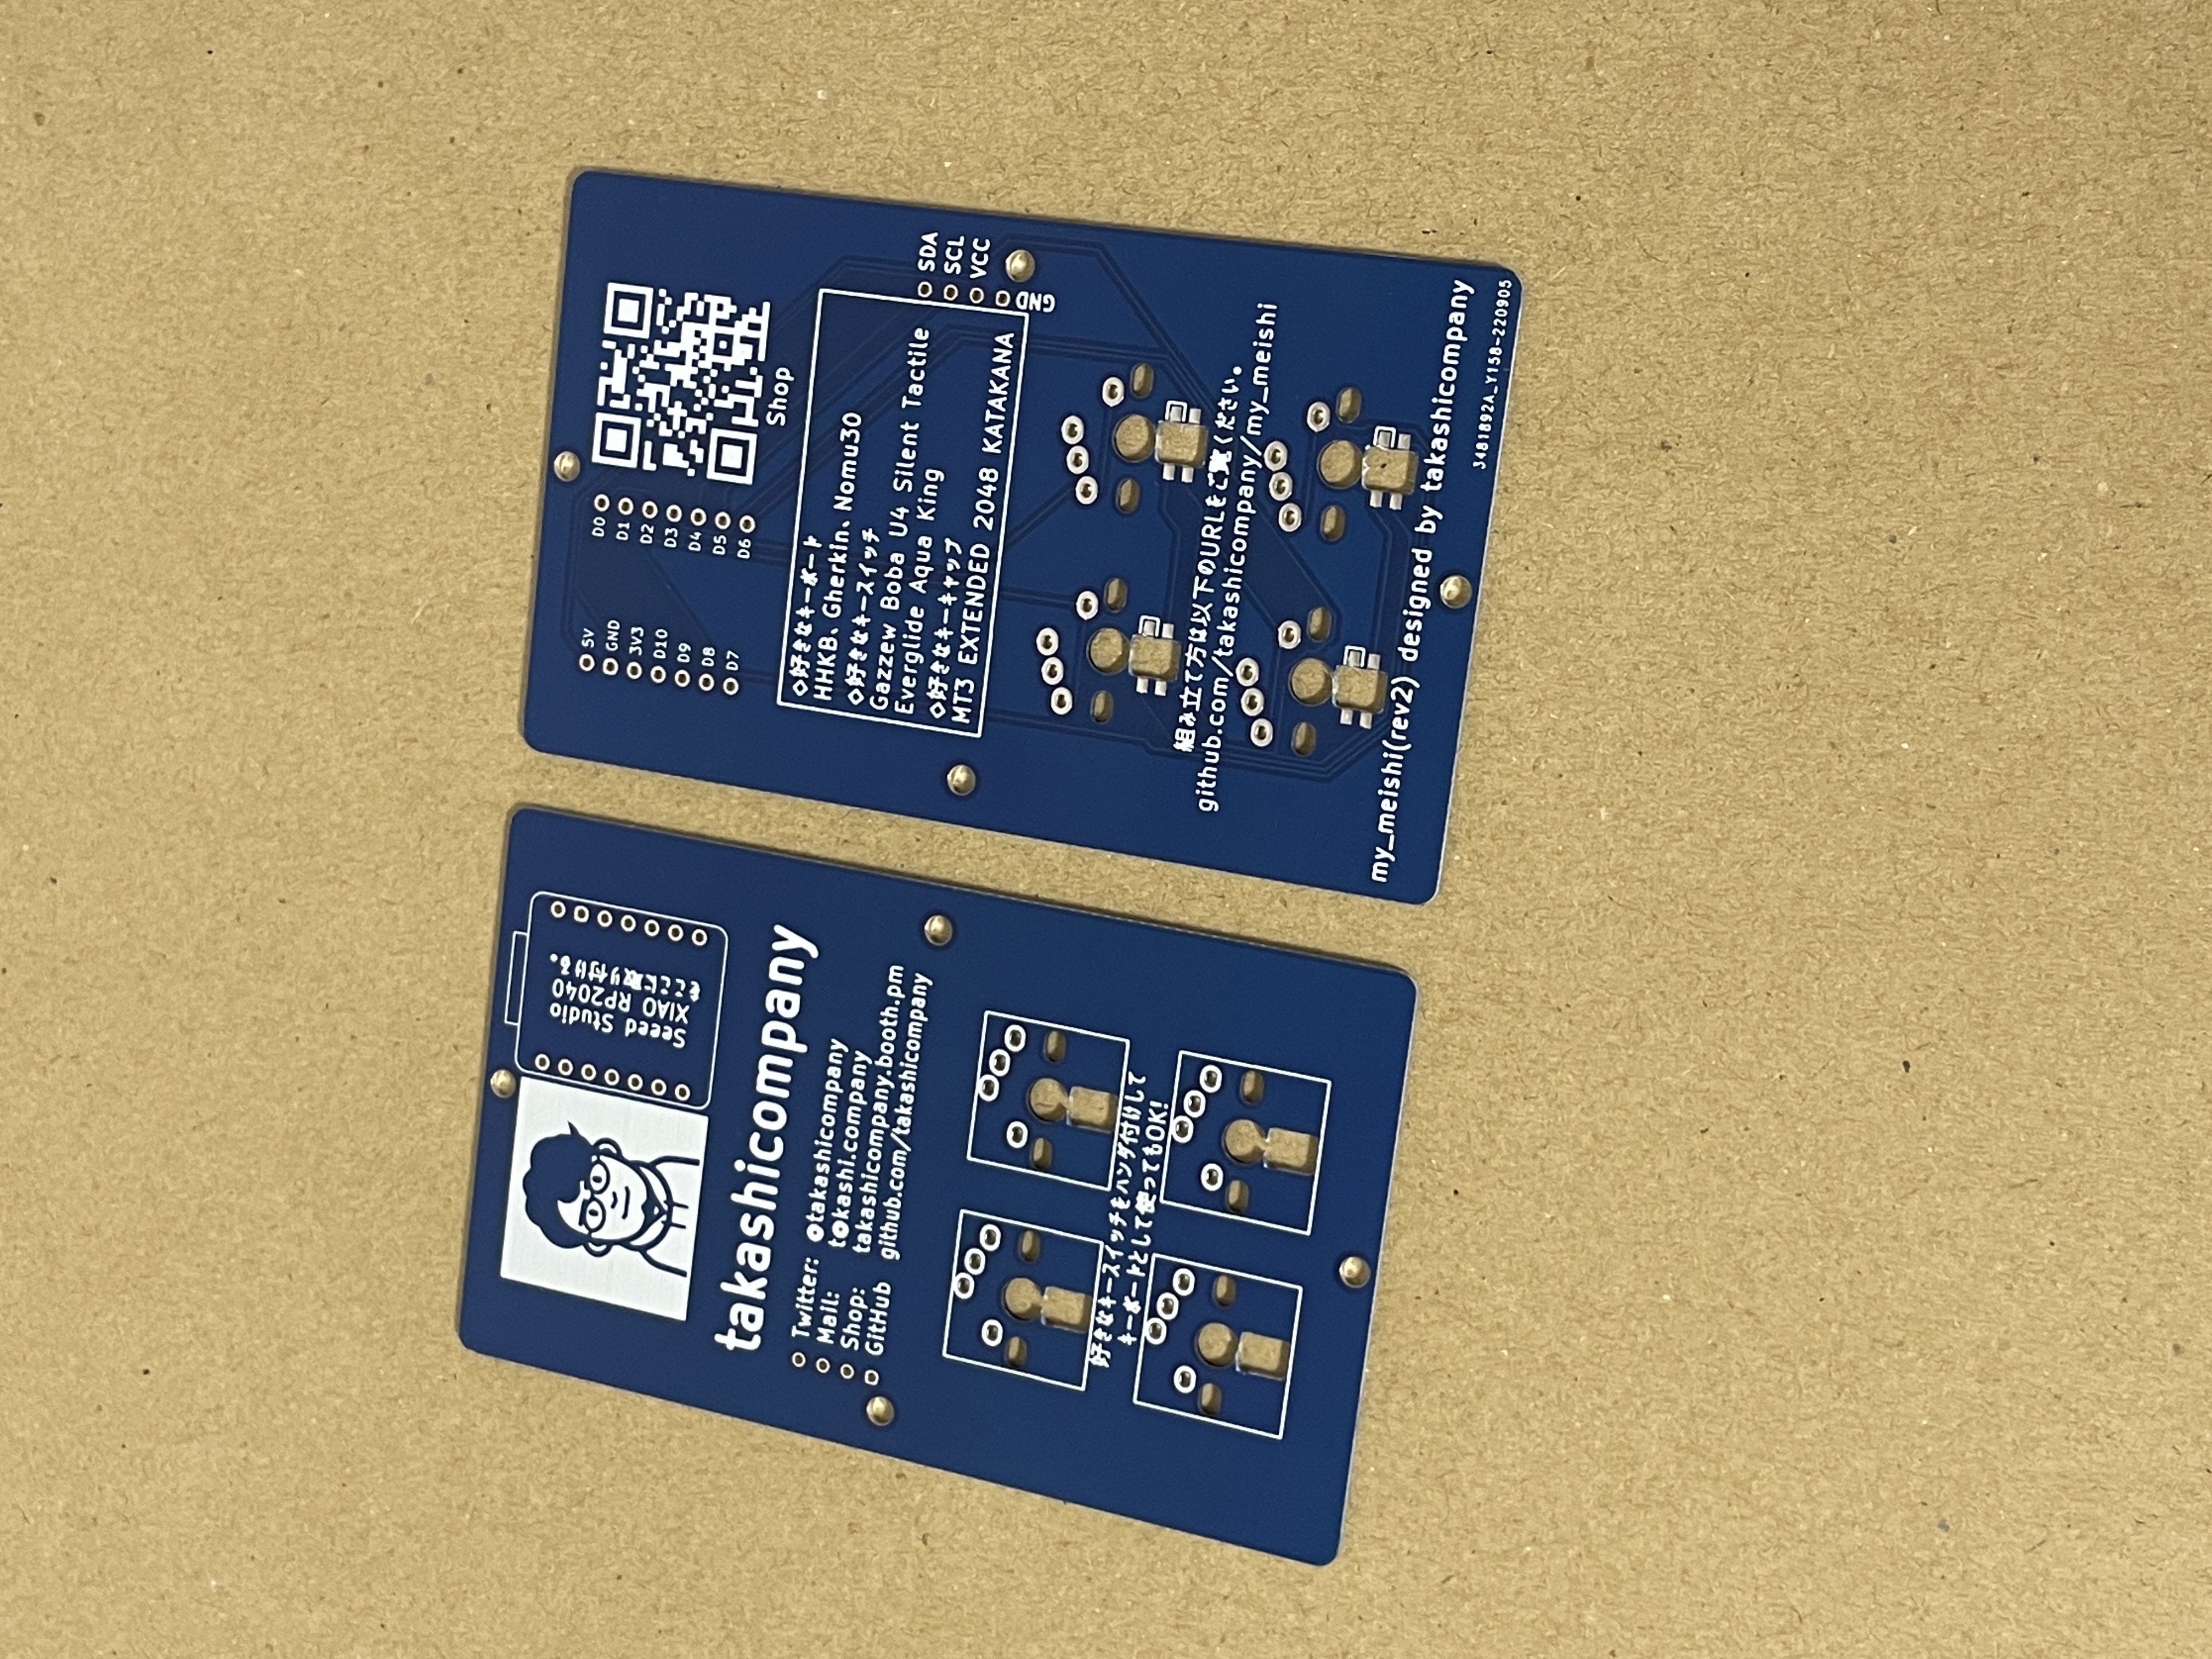 Seeed Studio
XIAO RP2040
をここに取り付ける。
takashicompany
Twitter: @takashicompany
Mail: t@kashi.company
Shop: takashicompany.booth.pm
GitHub github.com/takashicompany
好きなキースイッチをハンダ付けして
キーボードとして使ってもOK!
5V
GND
3V3
D10
D9
D8
D7
D0
D1
D2
D3
D4
D5
D6
Shop
◇好きなキーボード
HHKB、Gherkin、Nomu30
◇好きなキースイッチ
Gazzew Boba U4 Silent Tactile
Everglide Aqua King
◇好きなキーキャップ
MT3 EXTENDED 2048 KATAKANA
SDA
SCL
VCC
GND
組み立て方は以下のURLをご覧ください。
github.com/takashicompany/my_meishi
my_meishi(rev2) designed by takashicompany
3481892A_Y158-220905